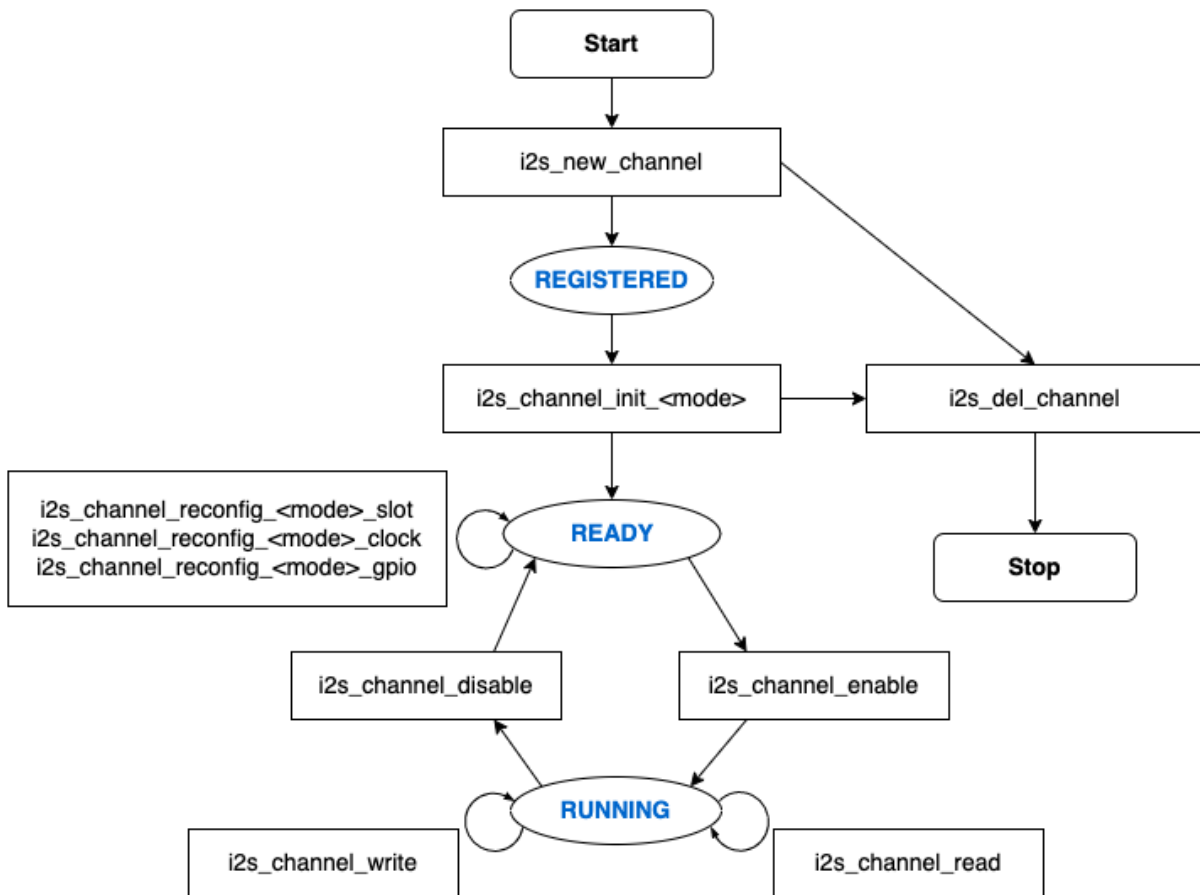 Start
i2s_new_channel
REGISTERED
i2s_channel_init_<mode>
i2s_del_channel
i2s_channel_reconfig_<mode>_slot
i2s_channel_reconfig_<mode>_clock
i2s_channel_reconfig_<mode>_gpio
READY
Stop
i2s_channel_disable
i2s_channel_enable
RUNNING
i2s_channel_write
i2s_channel_read